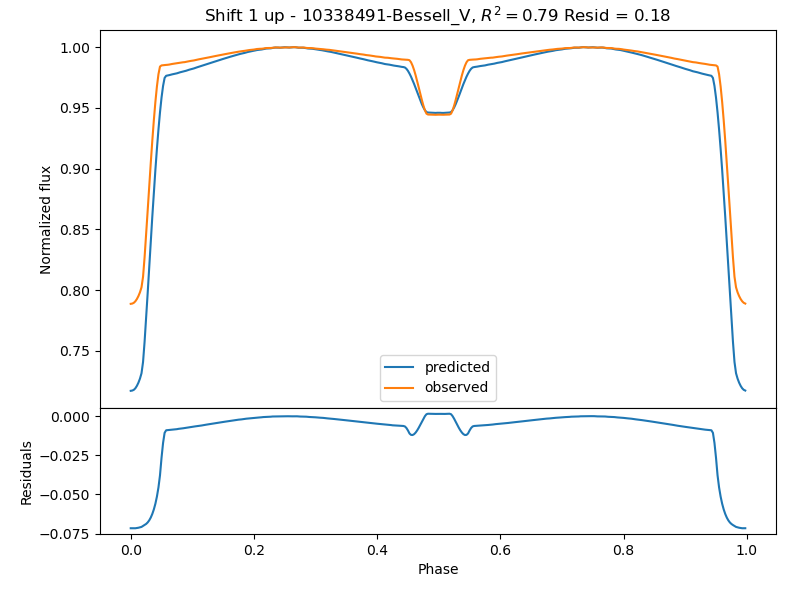 Shift 1 up - 10338491-Bessell_V, R² = 0.79 Resid = 0.18
1.00
0.95
0.90
0.85
0.80
0.75
Normalized flux
predicted
observed
0.000
−0.025
−0.050
−0.075
Residuals
0.0 0.2 0.4 0.6 0.8 1.0
Phase